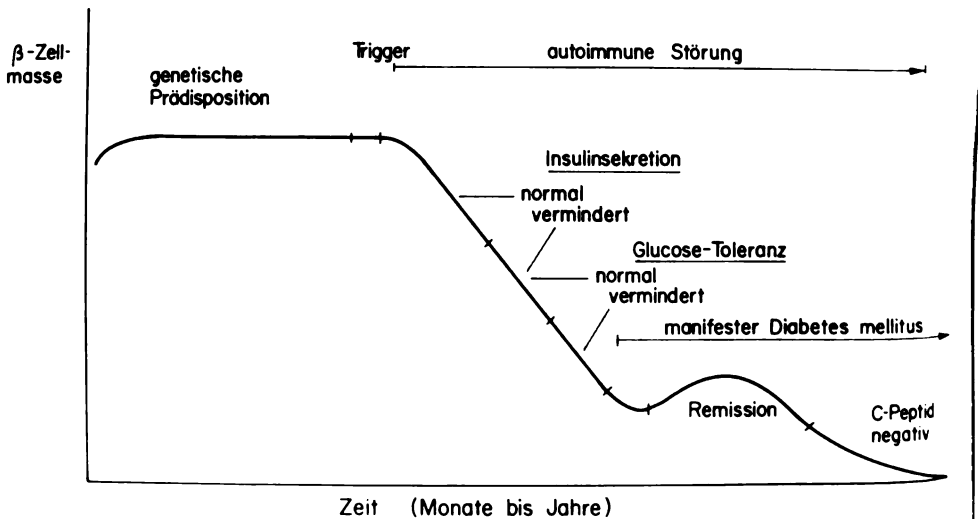 β-Zell-
masse
genetische
Prädisposition
Trigger
autoimmune Störung
Insulinsekretion
normal
vermindert
Glucose-Toleranz
normal
vermindert
manifester Diabetes mellitus
Remission
C-Peptid
negativ
Zeit (Monate bis Jahre)